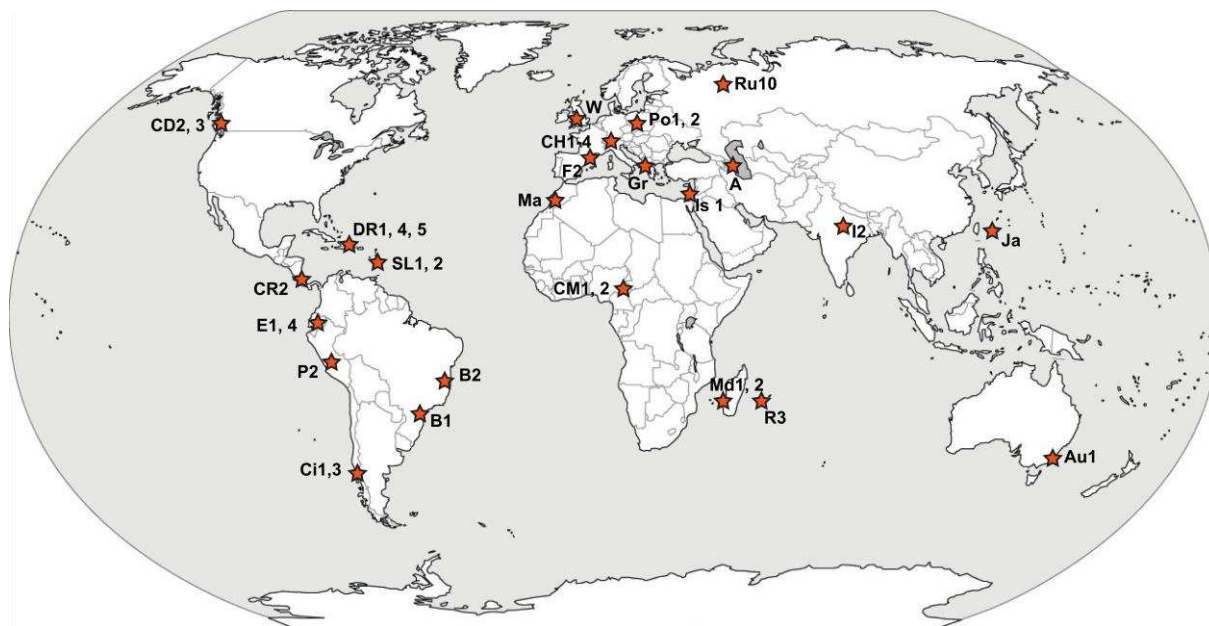 Ru10
W
CD2, 3
Po1, 2
CH1-4
F2
Gr
A
Ma
Is 1
I2
DR1, 4, 5
Ja
SL1, 2
CR2
CM1, 2
E1, 4
P2
B2
Md1, 2
R3
B1
Au1
Ci1,3